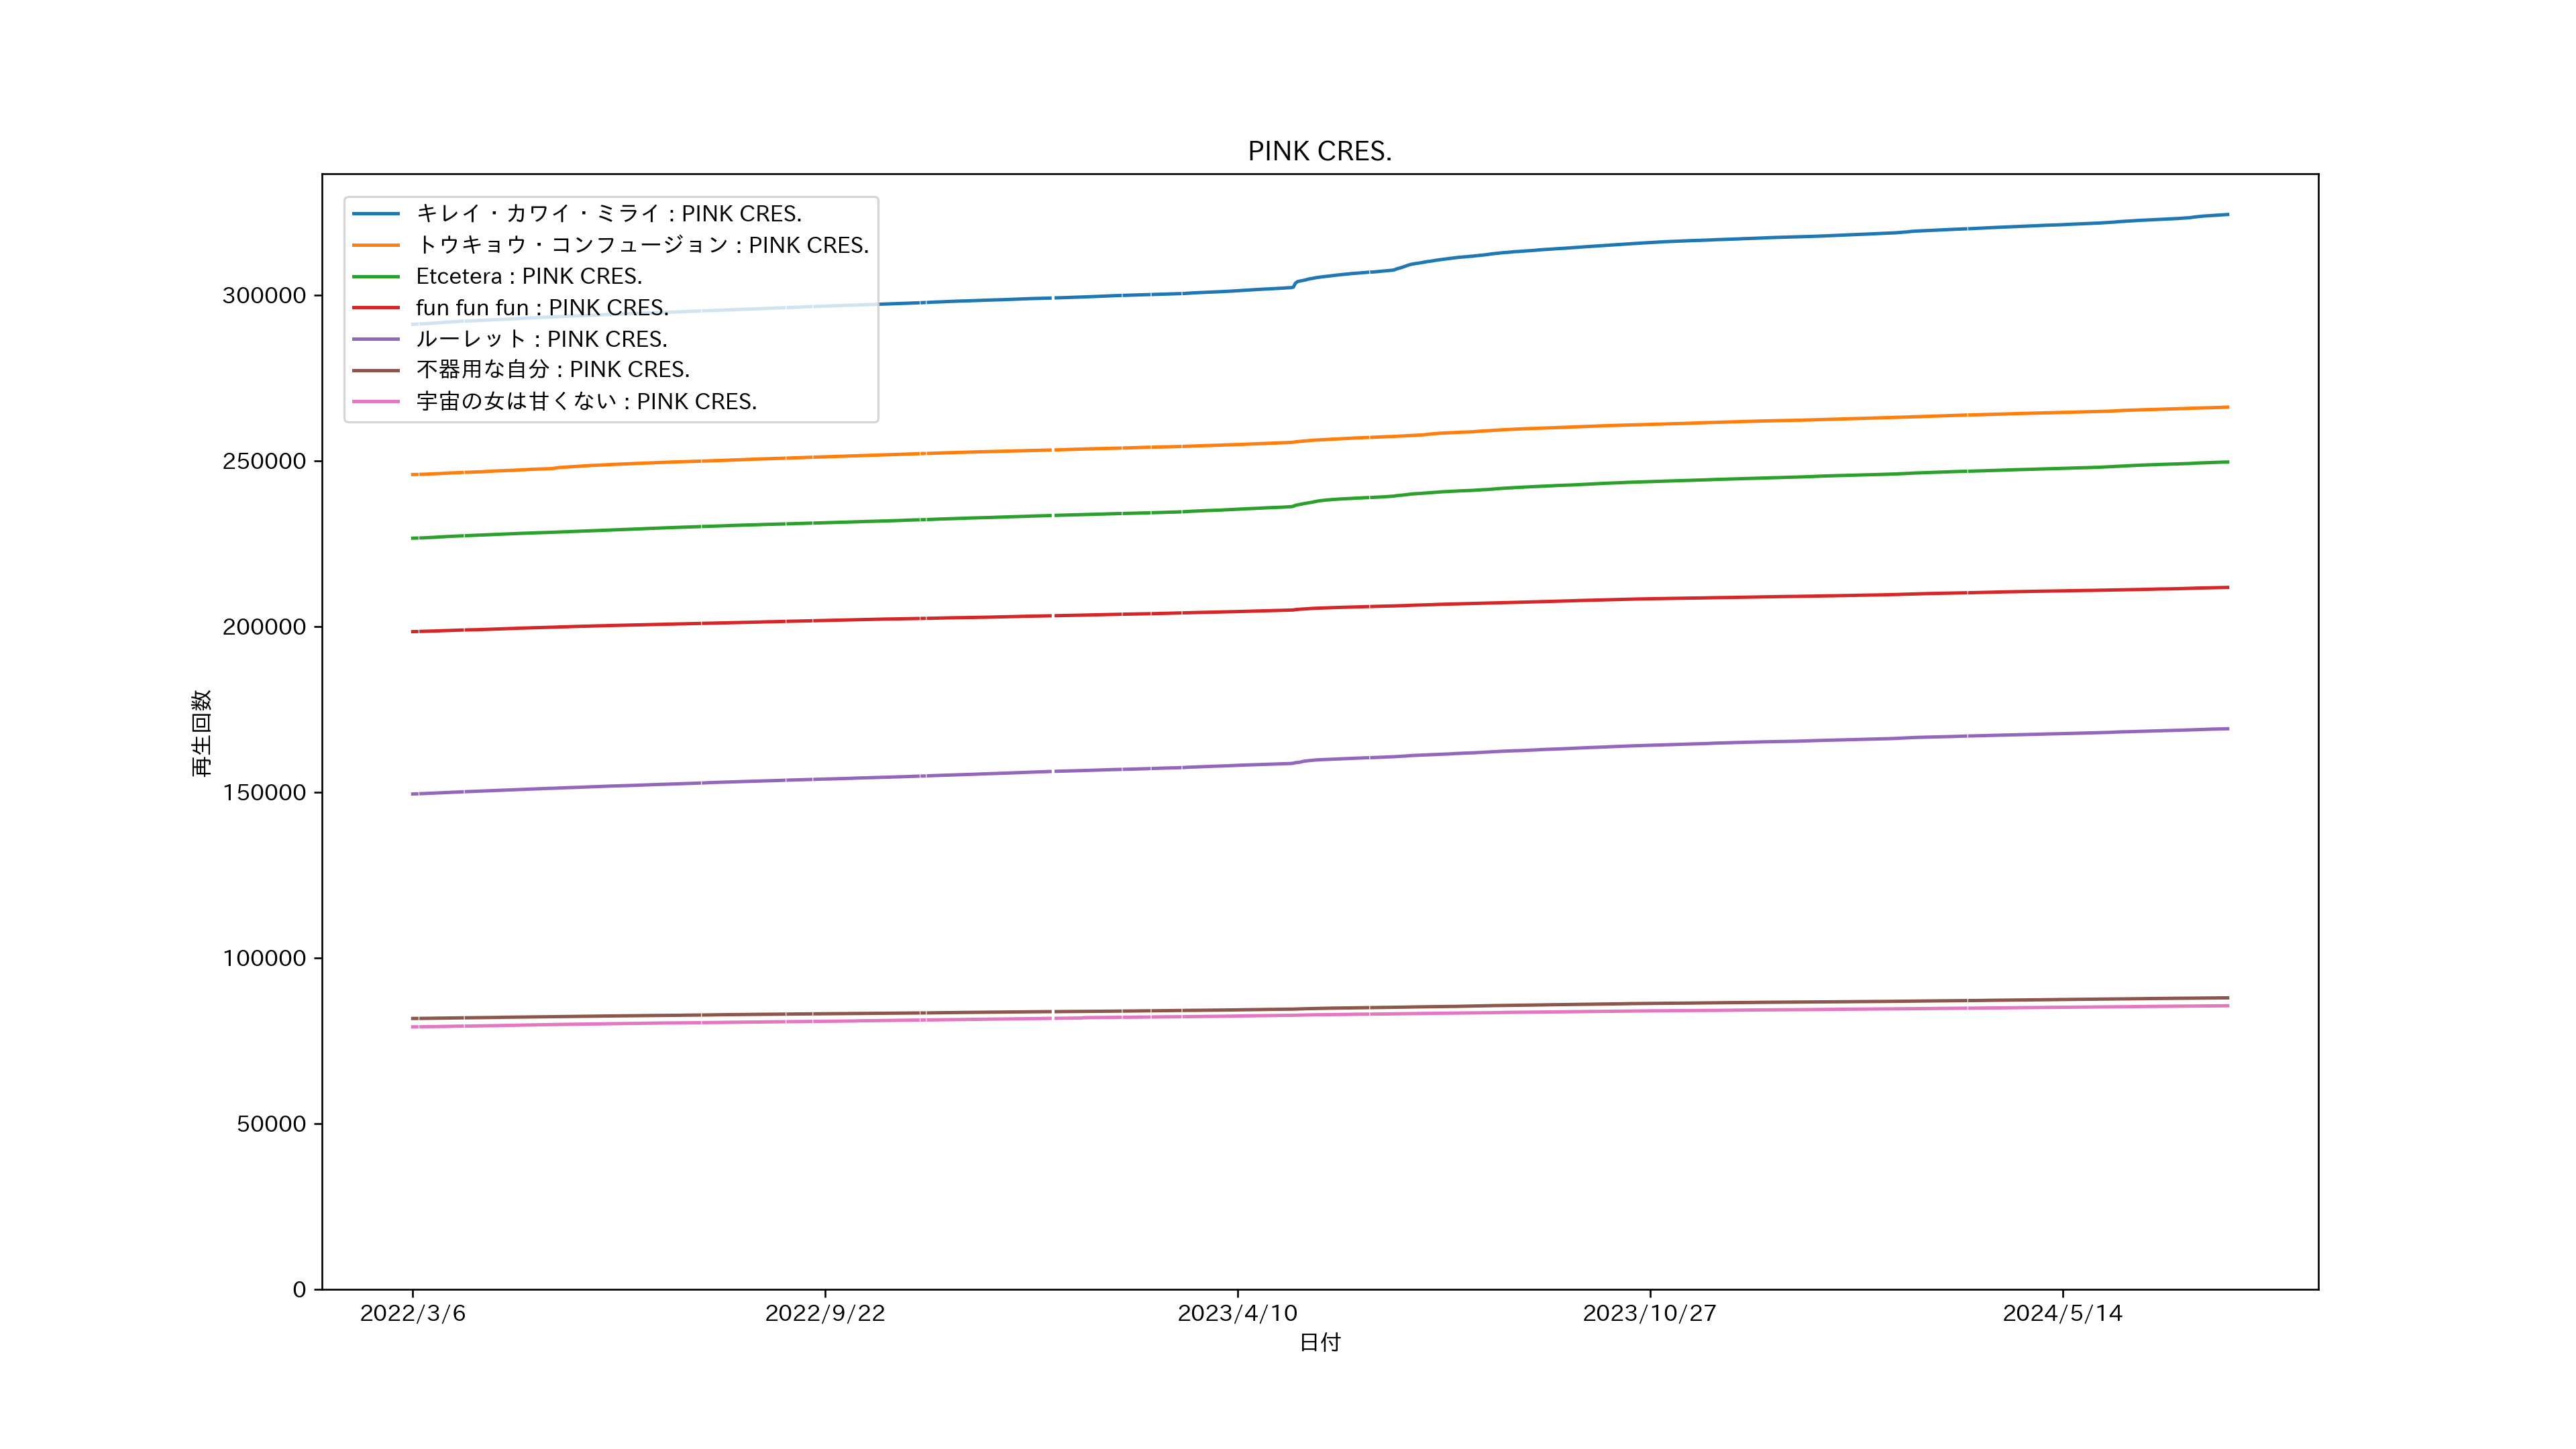 PINK CRES.
キレイ・カワイ・ミライ : PINK CRES.
トウキョウ・コンフュージョン : PINK CRES.
Etcetera : PINK CRES.
fun fun fun : PINK CRES.
ルーレット : PINK CRES.
不器用な自分 : PINK CRES.
宇宙の女は甘くない : PINK CRES.
300000
250000
200000
150000
100000
50000
0
再生回数
2022/3/6
2022/9/22
2023/4/10
2023/10/27
2024/5/14
日付